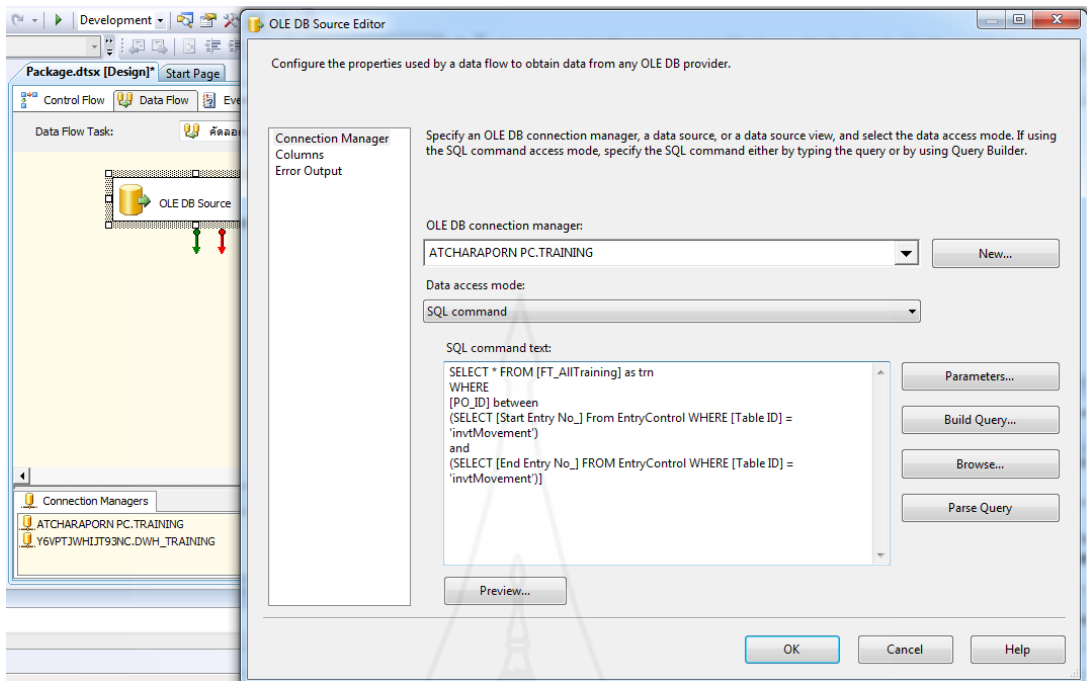 Development
OLE DB Source Editor
Package.dtsx [Design]* Start Page
Control Flow Data Flow
Data Flow Task:
OLE DB Source
Configure the properties used by a data flow to obtain data from any OLE DB provider.
Connection Manager
Columns
Error Output
Specify an OLE DB connection manager, a data source, or a data source view, and select the data access mode. If using
the SQL command access mode, specify the SQL command either by typing the query or by using Query Builder.
OLE DB connection manager:
ATCHARAPORN PC.TRAINING
New...
Data access mode:
SQL command
SQL command text:
SELECT * FROM [FT_AllTraining] as trn
WHERE
[PO_ID] between
(SELECT [Start Entry No_] From EntryControl WHERE [Table ID] =
'invtMovement')
and
(SELECT [End Entry No_] FROM EntryControl WHERE [Table ID] =
'invtMovement')]
Parameters...
Build Query...
Browse...
Parse Query
Preview...
Connection Managers
ATCHARAPORN PC.TRAINING
Y6VPTJWHIJT93NC.DWH_TRAINING
OK Cancel Help